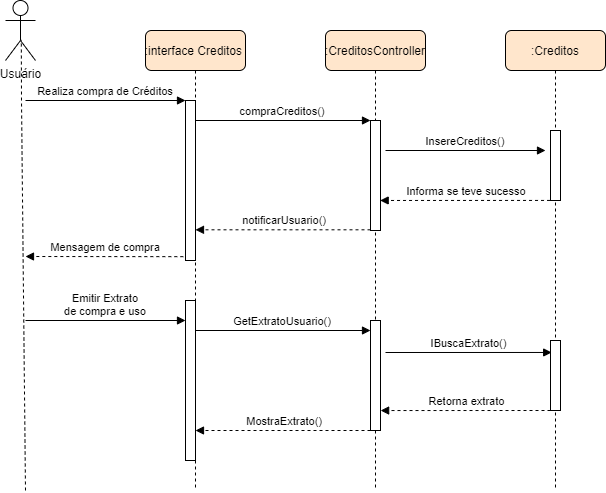 :interface Creditos
:CreditosController
:Creditos
Usuário
Realiza compra de Créditos
compraCreditos()
InsereCreditos()
Informa se teve sucesso
notificarUsuario()
Mensagem de compra
Emitir Extrato
de compra e uso
GetExtratoUsuario()
IBuscaExtrato()
Retorna extrato
MostraExtrato()